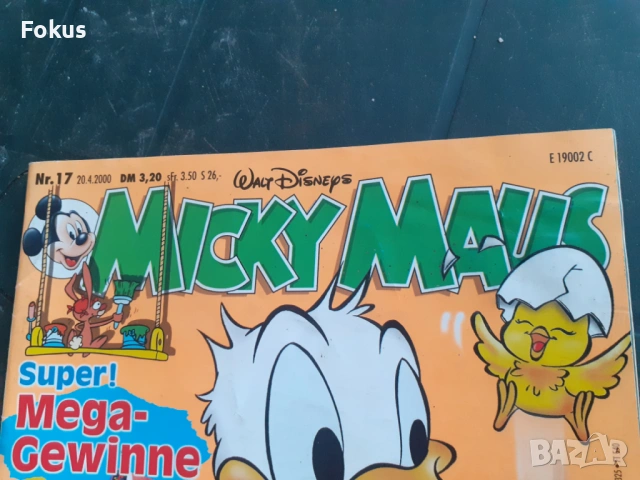 Fokus
Nr. 17 20.4.2000 DM 3,20 sFr. 3.50 S 26,-
E 19002 C
WALT DISNEYS
MICKY MAUS
Super!
Mega-
Gewinne
BAZAR